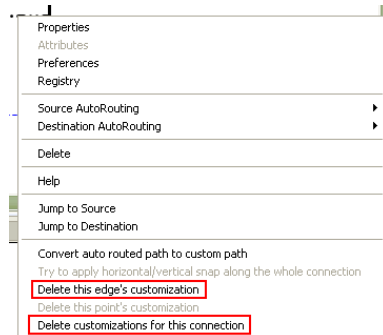 Properties
Attributes
Preferences
Registry
Source AutoRouting
Destination AutoRouting
Delete
Help
Jump to Source
Jump to Destination
Convert auto routed path to custom path
Try to apply horizontal/vertical snap along the whole connection
Delete this edge's customization
Delete this point's customization
Delete customizations for this connection